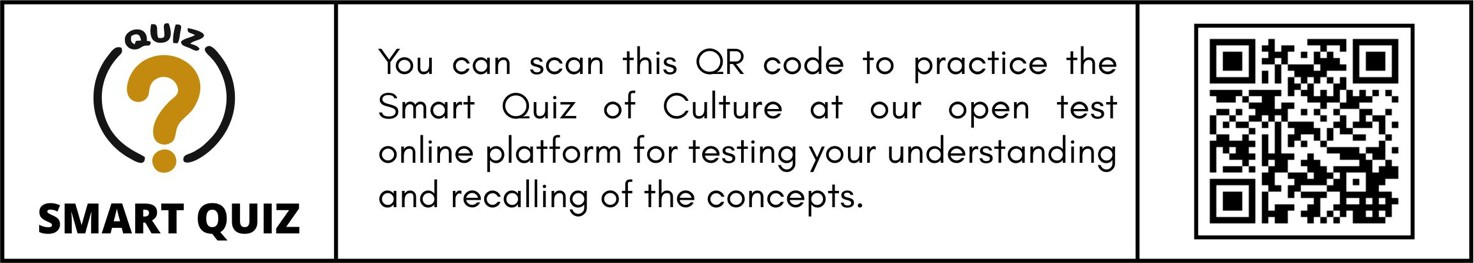 QUIZ
?
SMART QUIZ
You can scan this QR code to practice the
Smart Quiz of Culture at our open test
online platform for testing your understanding
and recalling of the concepts.